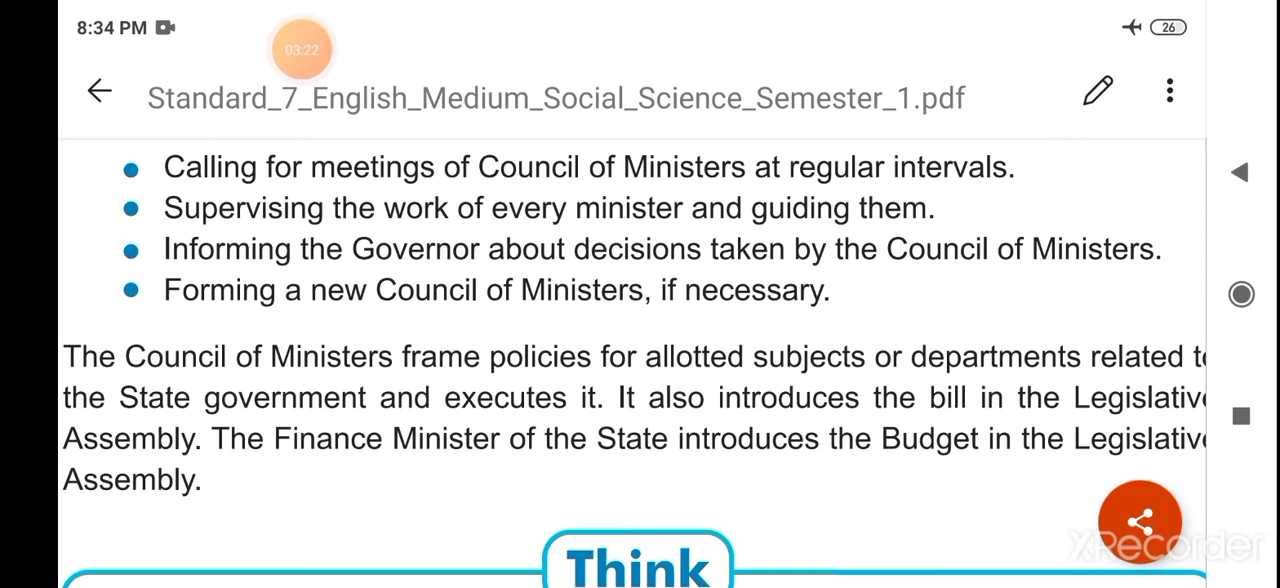 8:34 PM
03:22
26
Standard_7_English_Medium_Social_Science_Semester_1.pdf
Calling for meetings of Council of Ministers at regular intervals.
Supervising the work of every minister and guiding them.
Informing the Governor about decisions taken by the Council of Ministers.
Forming a new Council of Ministers, if necessary.
The Council of Ministers frame policies for allotted subjects or departments related to
the State government and executes it. It also introduces the bill in the Legislative
Assembly. The Finance Minister of the State introduces the Budget in the Legislative
Assembly.
XRecorder
Think